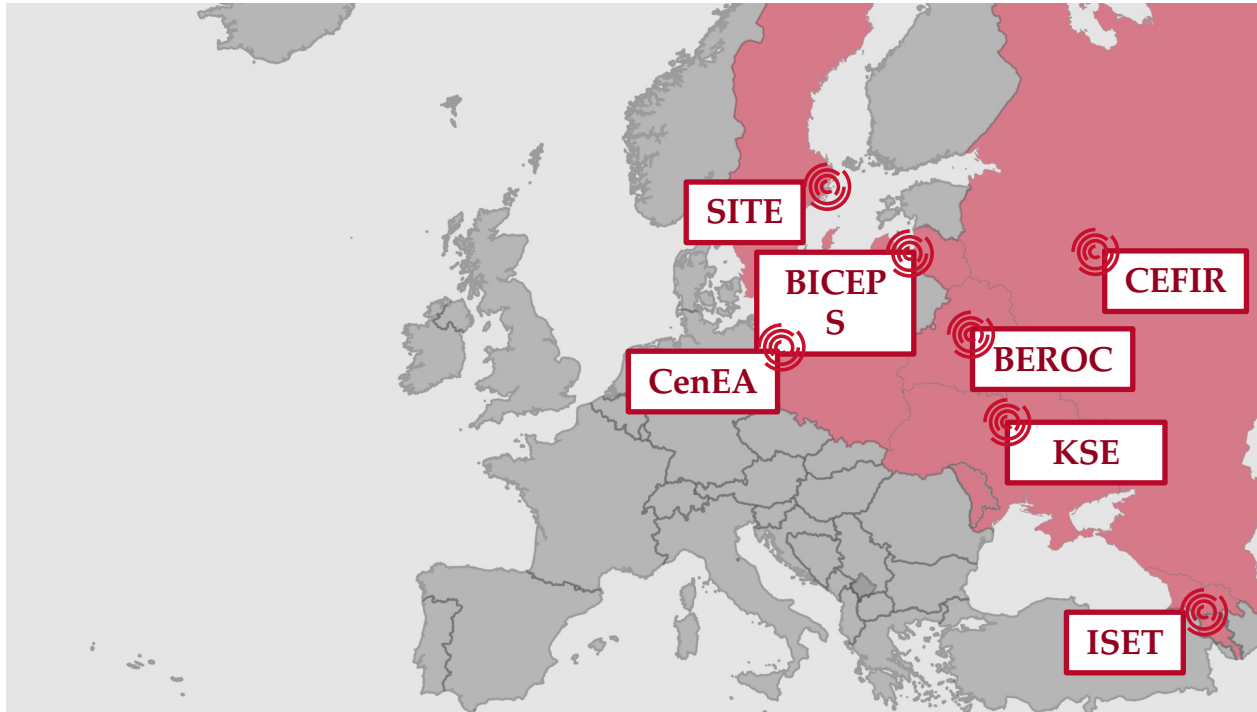 SITE
BICEP
S
CEFIR
CenEA
BEROC
KSE
ISET